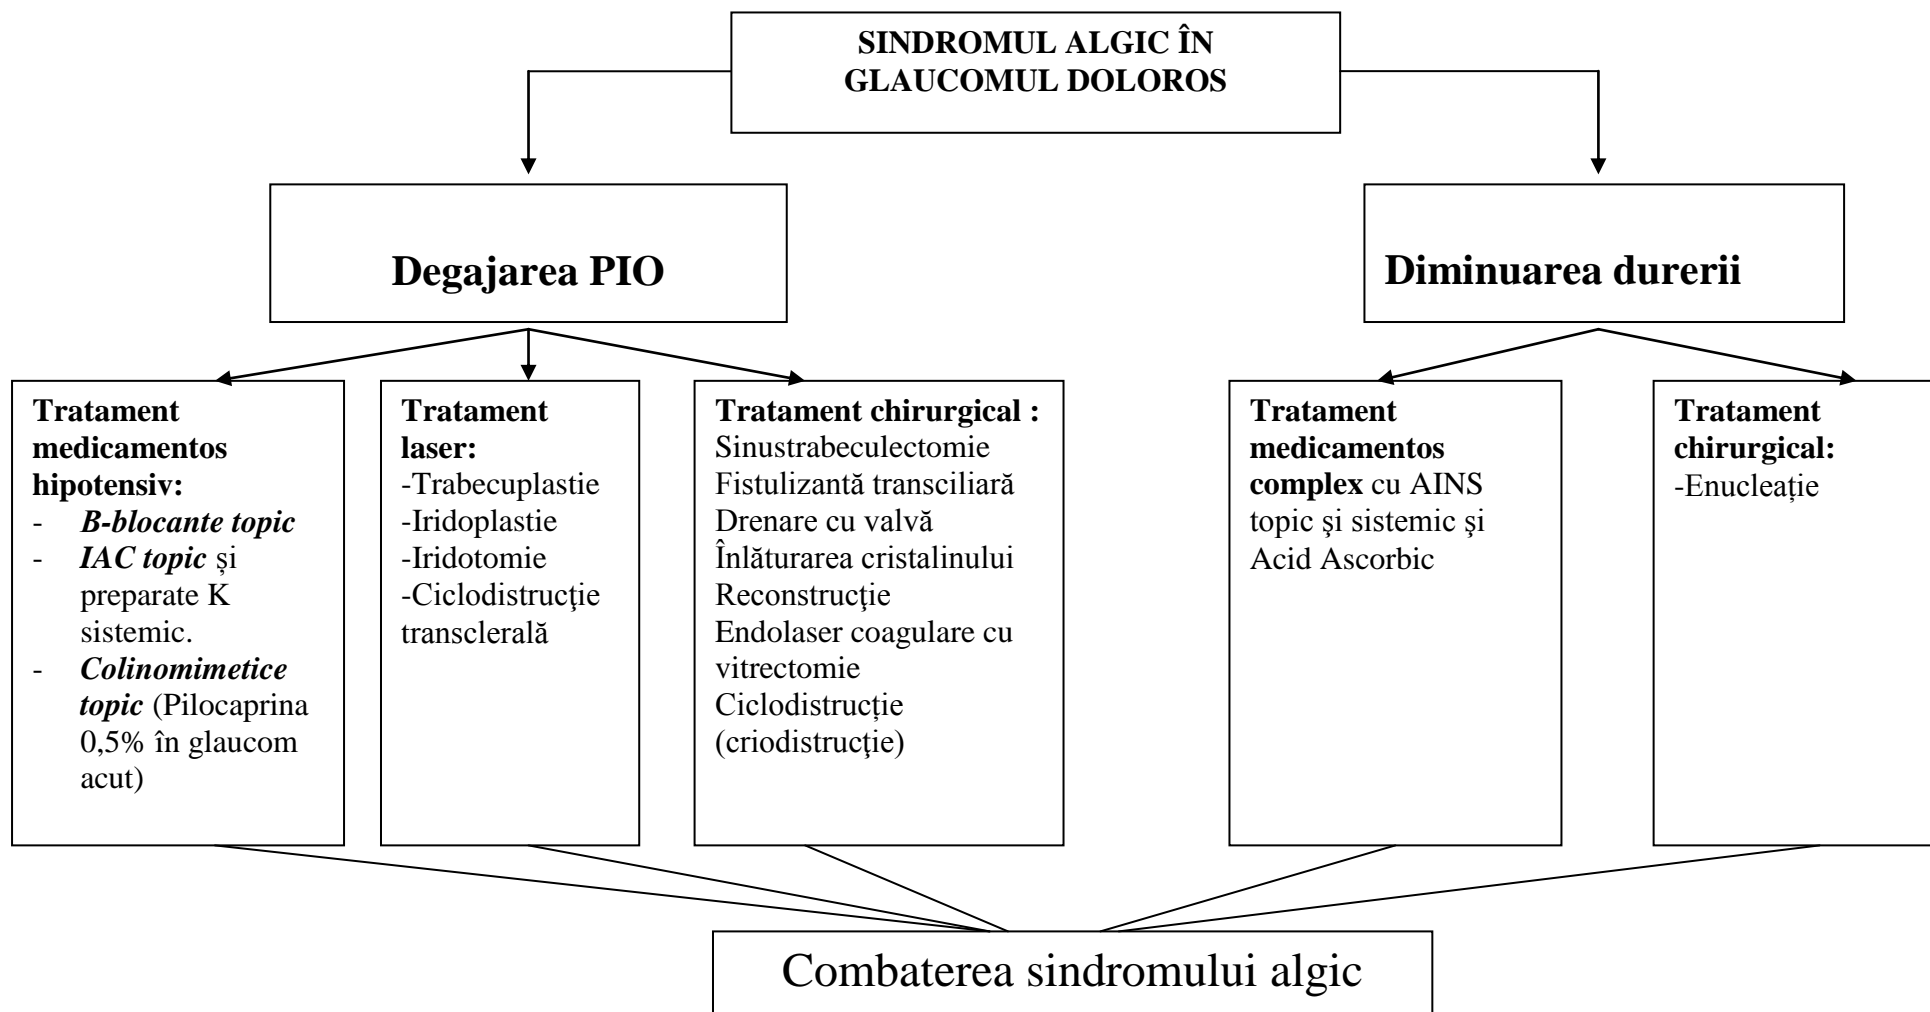 SINDROMUL ALGIC ÎN
GLAUCOMUL DOLOROS
Degajarea PIO
Diminuarea durerii
Tratament
medicamentos
hipotensiv:
- B-blocante topic
- IAC topic și
preparate K
sistemic.
- Colinomimetice
topic (Pilocaprina
0,5% în glaucom
acut)
Tratament
laser:
-Trabecuplastie
-Iridoplastie
-Iridotomie
-Ciclodistrucţie
transclerală
Tratament chirurgical :
Sinustrabeculectomie
Fistulizantă transciliară
Drenare cu valvă
Înlăturarea cristalinului
Reconstrucţie
Endolaser coagulare cu
vitrectomie
Ciclodistrucție
(criodistrucţie)
Tratament
medicamentos
complex cu AINS
topic şi sistemic şi
Acid Ascorbic
Tratament
chirurgical:
-Enucleație
Combaterea sindromului algic